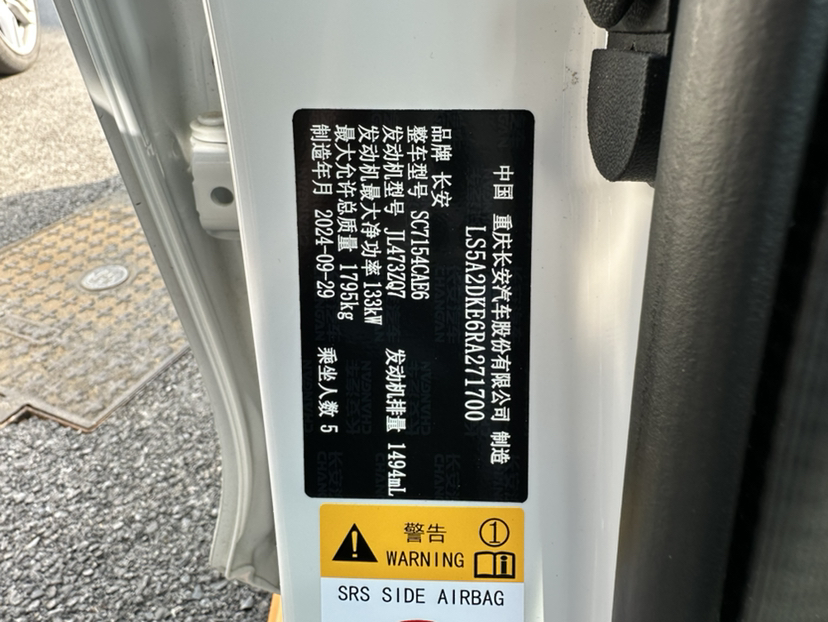 中国 重庆长安汽车股份有限公司 制造
LS5A2DKE6RA271700
品牌 长安
整车型号 SC7154CAE6
发动机型号 JL473ZQ7 发动机排量 1494mL
发动机最大净功率 133kW
最大允许总质量 1795kg
制造年月 2024-09-29 乘坐人数 5
警告 ①
WARNING
SRS SIDE AIRBAG